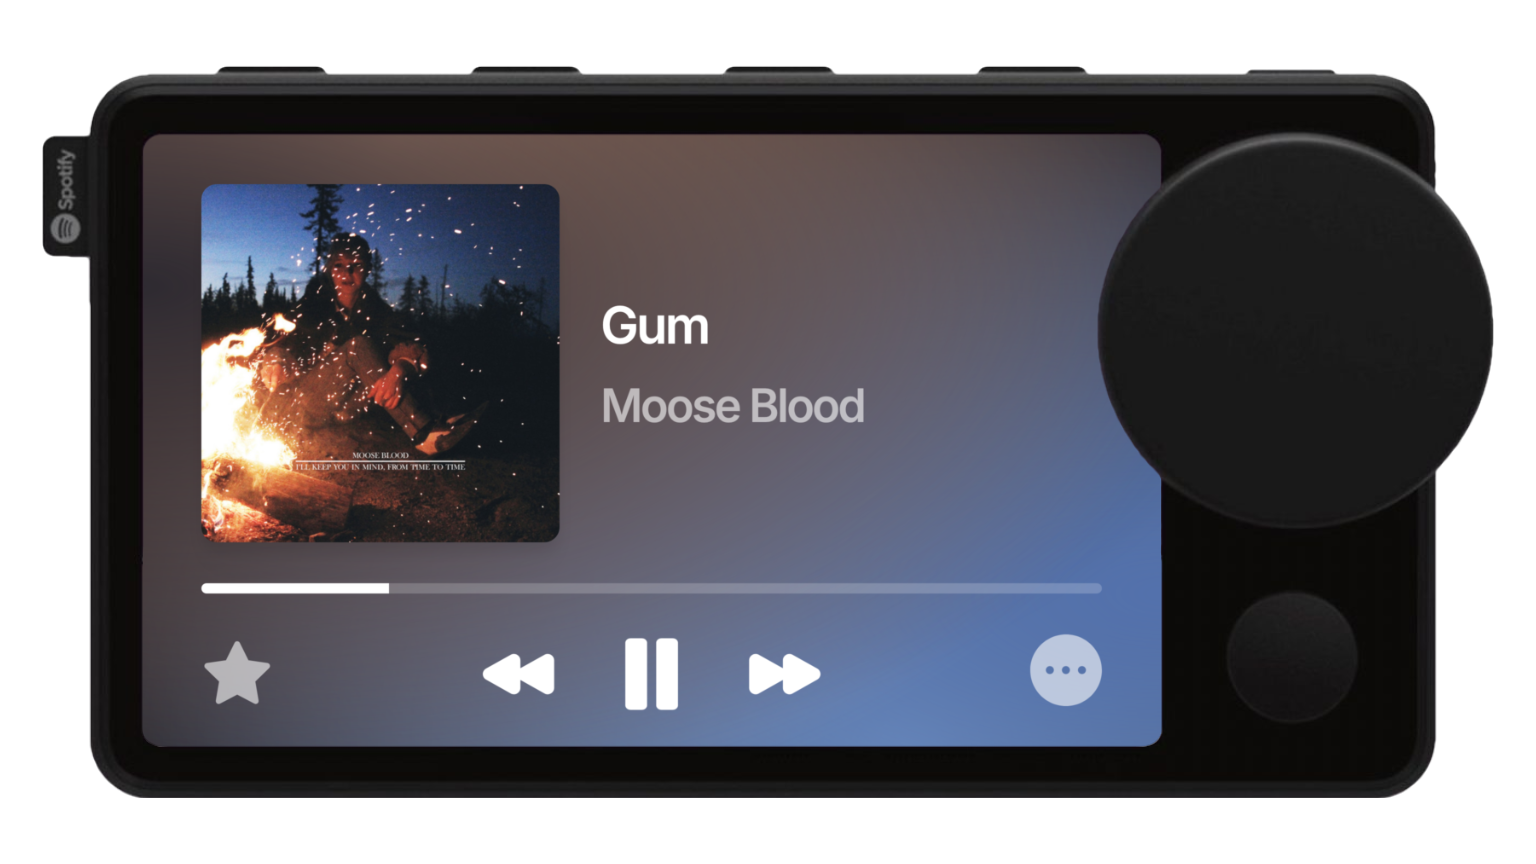 Spotify
Gum
Moose Blood
MOOSE BLOOD
I'LL KEEP YOU IN MIND, FROM TIME TO TIME